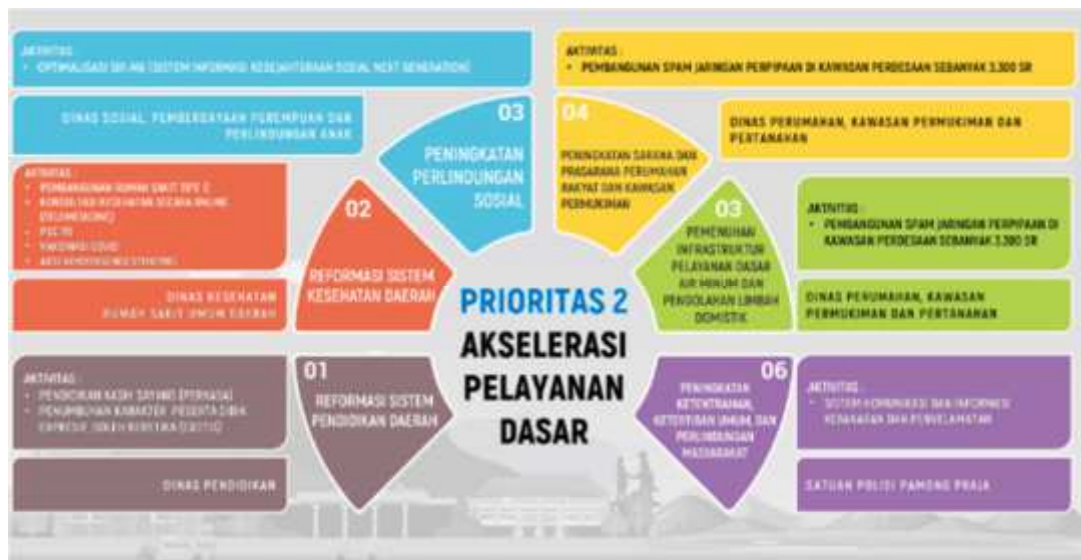 AKTIVITAS :
• OPTIMALISASI SIK-NG (SISTEM INFORMASI KESEJAHTERAAN SOSIAL NEXT GENERATION)
DINAS SOSIAL, PEMBERDAYAAN PEREMPUAN DAN
PERLINDUNGAN ANAK
03
PENINGKATAN
PERLINDUNGAN
SOSIAL
AKTIVITAS :
• PEMBANGUNAN SPAM JARINGAN PERPIPAAN DI KAWASAN PERDESAAN SEBANYAK 3.300 SR
04
PENINGKATAN SARANA DAN
PRASARANA PERUMAHAN
RAKYAT DAN KAWASAN
PERMUKIMAN
DINAS PERUMAHAN, KAWASAN PERMUKIMAN DAN
PERTANAHAN
AKTIVITAS :
• PEMBANGUNAN RUMAH SAKIT TIPE C
• KONSULTASI KESEHATAN SECARA ONLINE
(TELEMEDICINE)
• VAKSINASI COVID
• STUNTING
DINAS KESEHATAN
RUMAH SAKIT UMUM DAERAH
02
REFORMASI SISTEM
KESEHATAN DAERAH
03
PEMENUHAN
INFRASTRUKTUR
PELAYANAN DASAR
AIR MINUM DAN
PENGOLAHAN LIMBAH
DOMISTIK
AKTIVITAS :
• PEMBANGUNAN SPAM JARINGAN PERPIPAAN DI
KAWASAN PERDESAAN SEBANYAK 3.300 SR
DINAS PERUMAHAN, KAWASAN
PERMUKIMAN DAN PERTANAHAN
PRIORITAS 2
AKSELERASI
PELAYANAN
DASAR
AKTIVITAS :
• PENDIDIKAN KASIH SAYANG (PERKASA)
• PENUMBUHAN KARAKTER PESERTA DIDIK
DINAS PENDIDIKAN
01
REFORMASI SISTEM
PENDIDIKAN DAERAH
06
PENINGKATAN
KETENTRAMAN,
KETERTIBAN UMUM, DAN
PERLINDUNGAN
MASYARAKAT
AKTIVITAS :
• SISTEM KOMUNIKASI DAN INFORMASI
KEBAKARAN DAN PENYELAMATAN
SATUAN POLISI PAMONG PRAJA